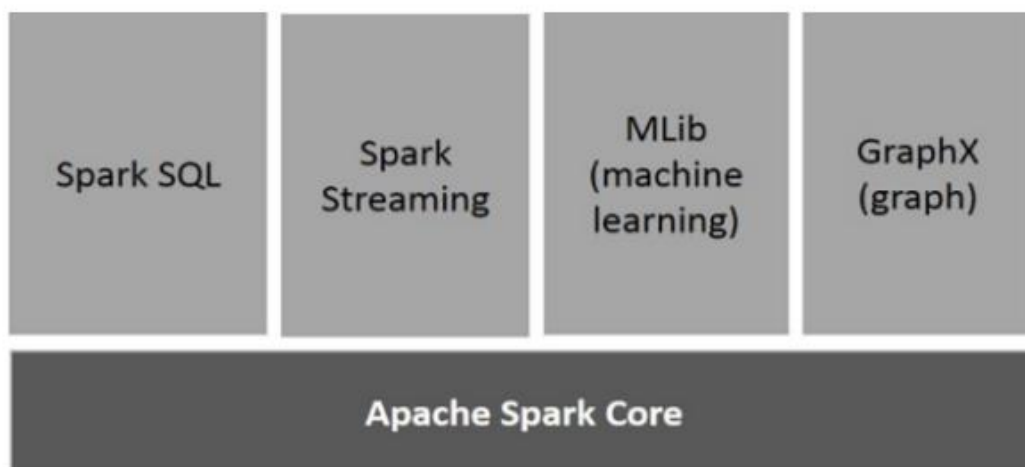 Spark SQL
Spark
Streaming
MLib
(machine
learning)
GraphX
(graph)
Apache Spark Core